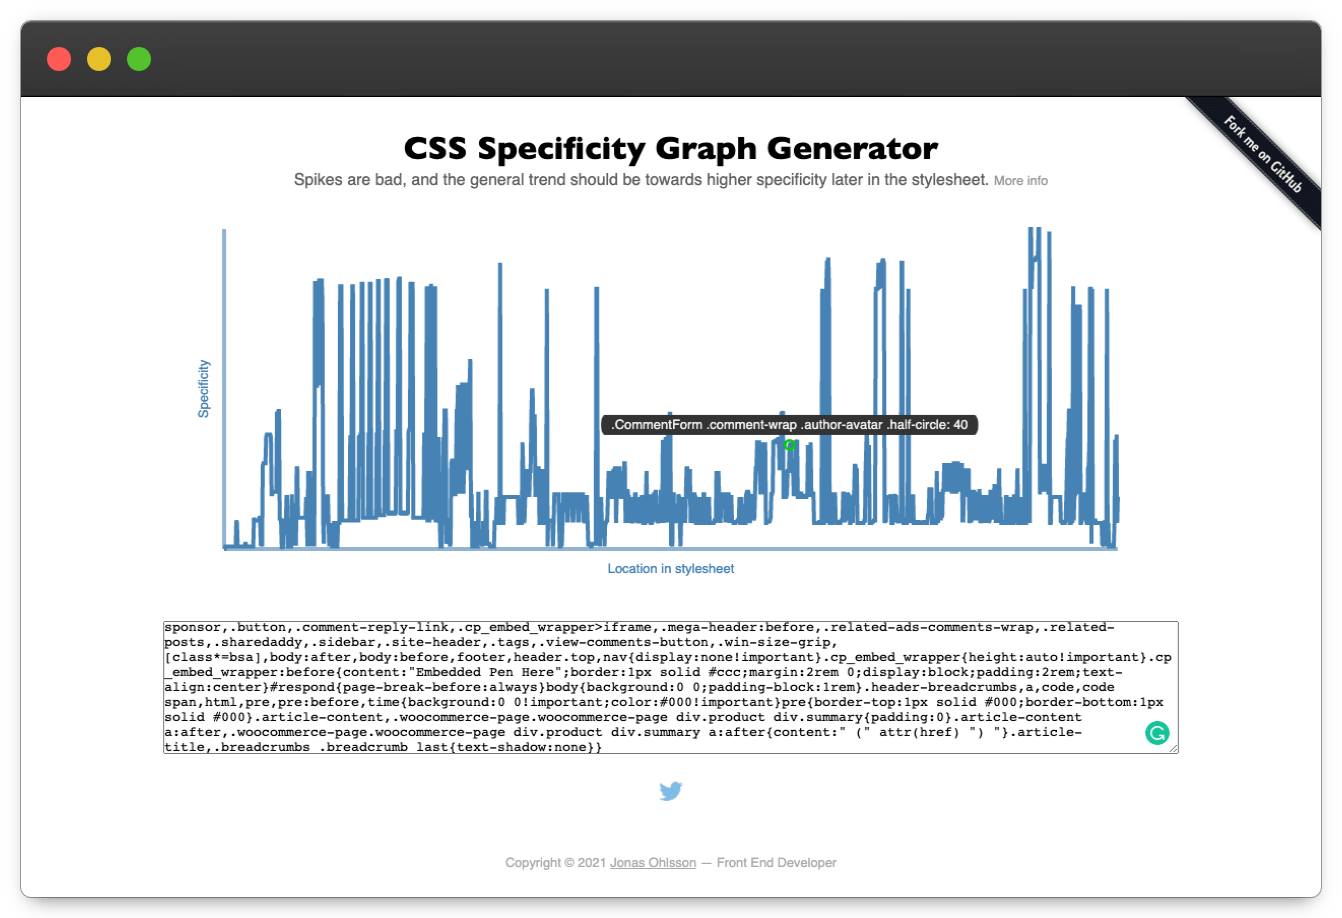 Fork me on GitHub
CSS Specificity Graph Generator
Spikes are bad, and the general trend should be towards higher specificity later in the stylesheet. More info
Specificity
.CommentForm .comment-wrap .author-avatar .half-circle: 40
Location in stylesheet
sponsor,.button,.comment-reply-link,.cp_embed_wrapper>iframe,.mega-header:before,.related-ads-comments-wrap,.related-
posts,.sharedaddy,.sidebar,.site-header,.tags,.view-comments-button,.win-size-grip,
[class*=bsa],body:after,body:before,footer,header.top,nav{display:none!important}.cp_embed_wrapper{height:auto!important}.cp
_embed_wrapper:before{content:"Embedded Pen Here";border:1px solid #ccc;margin:2rem 0;display:block;padding:2rem;text-
align:center}#respond{page-break-before:always}body{background:0 0;padding-block:1rem}.header-breadcrumbs,a,code,code
span,html,pre,pre:before,time{background:0 0!important;color:#000!important}pre{border-top:1px solid #000;border-bottom:1px
solid #000}.article-content,.woocommerce-page.woocommerce-page div.product div.summary{padding:0}.article-content
a:after,.woocommerce-page.woocommerce-page div.product div.summary a:after{content:" (" attr(href) ") "}.article-
title,.breadcrumbs .breadcrumb_last{text-shadow:none}}
Copyright © 2021 Jonas Ohlsson — Front End Developer